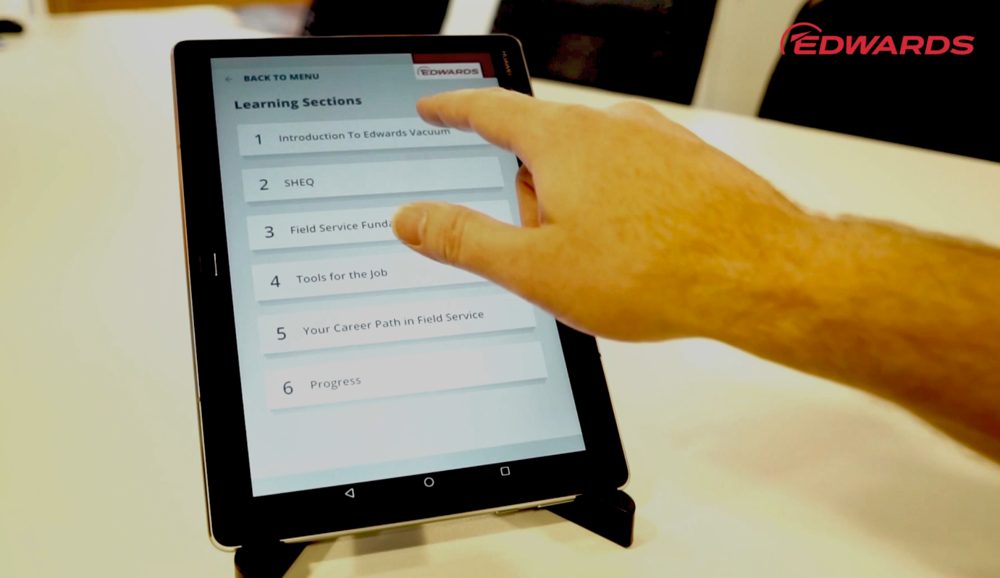 EDWARDS
HUAWEI
EDWARDS
← BACK TO MENU
Learning Sections
1 Introduction To Edwards Vacuum
2 SHEQ
3 Field Service
4 Tools for the Job
5 Your Career Path in Field Service
6 Progress